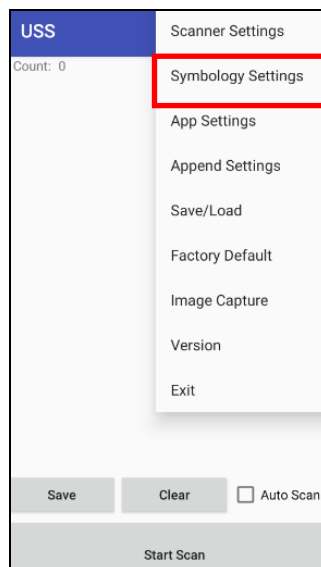 USS
Count: 0
Scanner Settings
Symbology Settings
App Settings
Append Settings
Save/Load
Factory Default
Image Capture
Version
Exit
Save
Clear
Auto Scan
Start Scan